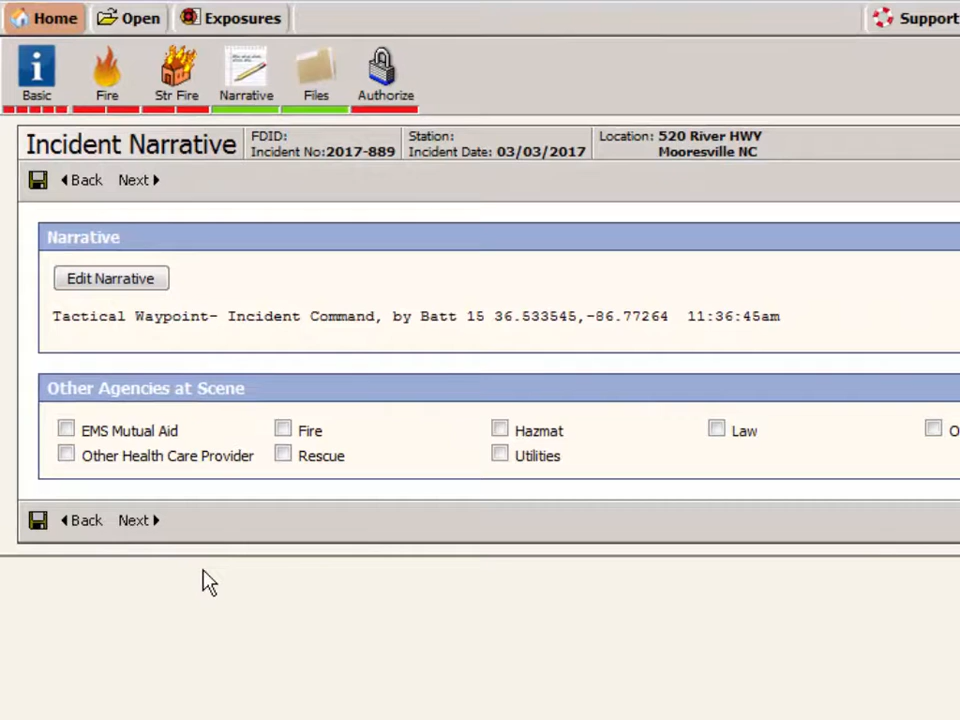 Home Open Exposures Support
Basic Fire Str Fire Narrative Files Authorize
Incident Narrative
FDID:
Incident No:2017-889
Station:
Incident Date: 03/03/2017
Location: 520 River HWY
Mooresville NC
Back Next
Narrative
Edit Narrative
Tactical Waypoint- Incident Command, by Batt 15 36.533545,-86.77264 11:36:45am
Other Agencies at Scene
EMS Mutual Aid Fire Hazmat Law O
Other Health Care Provider Rescue Utilities
Back Next